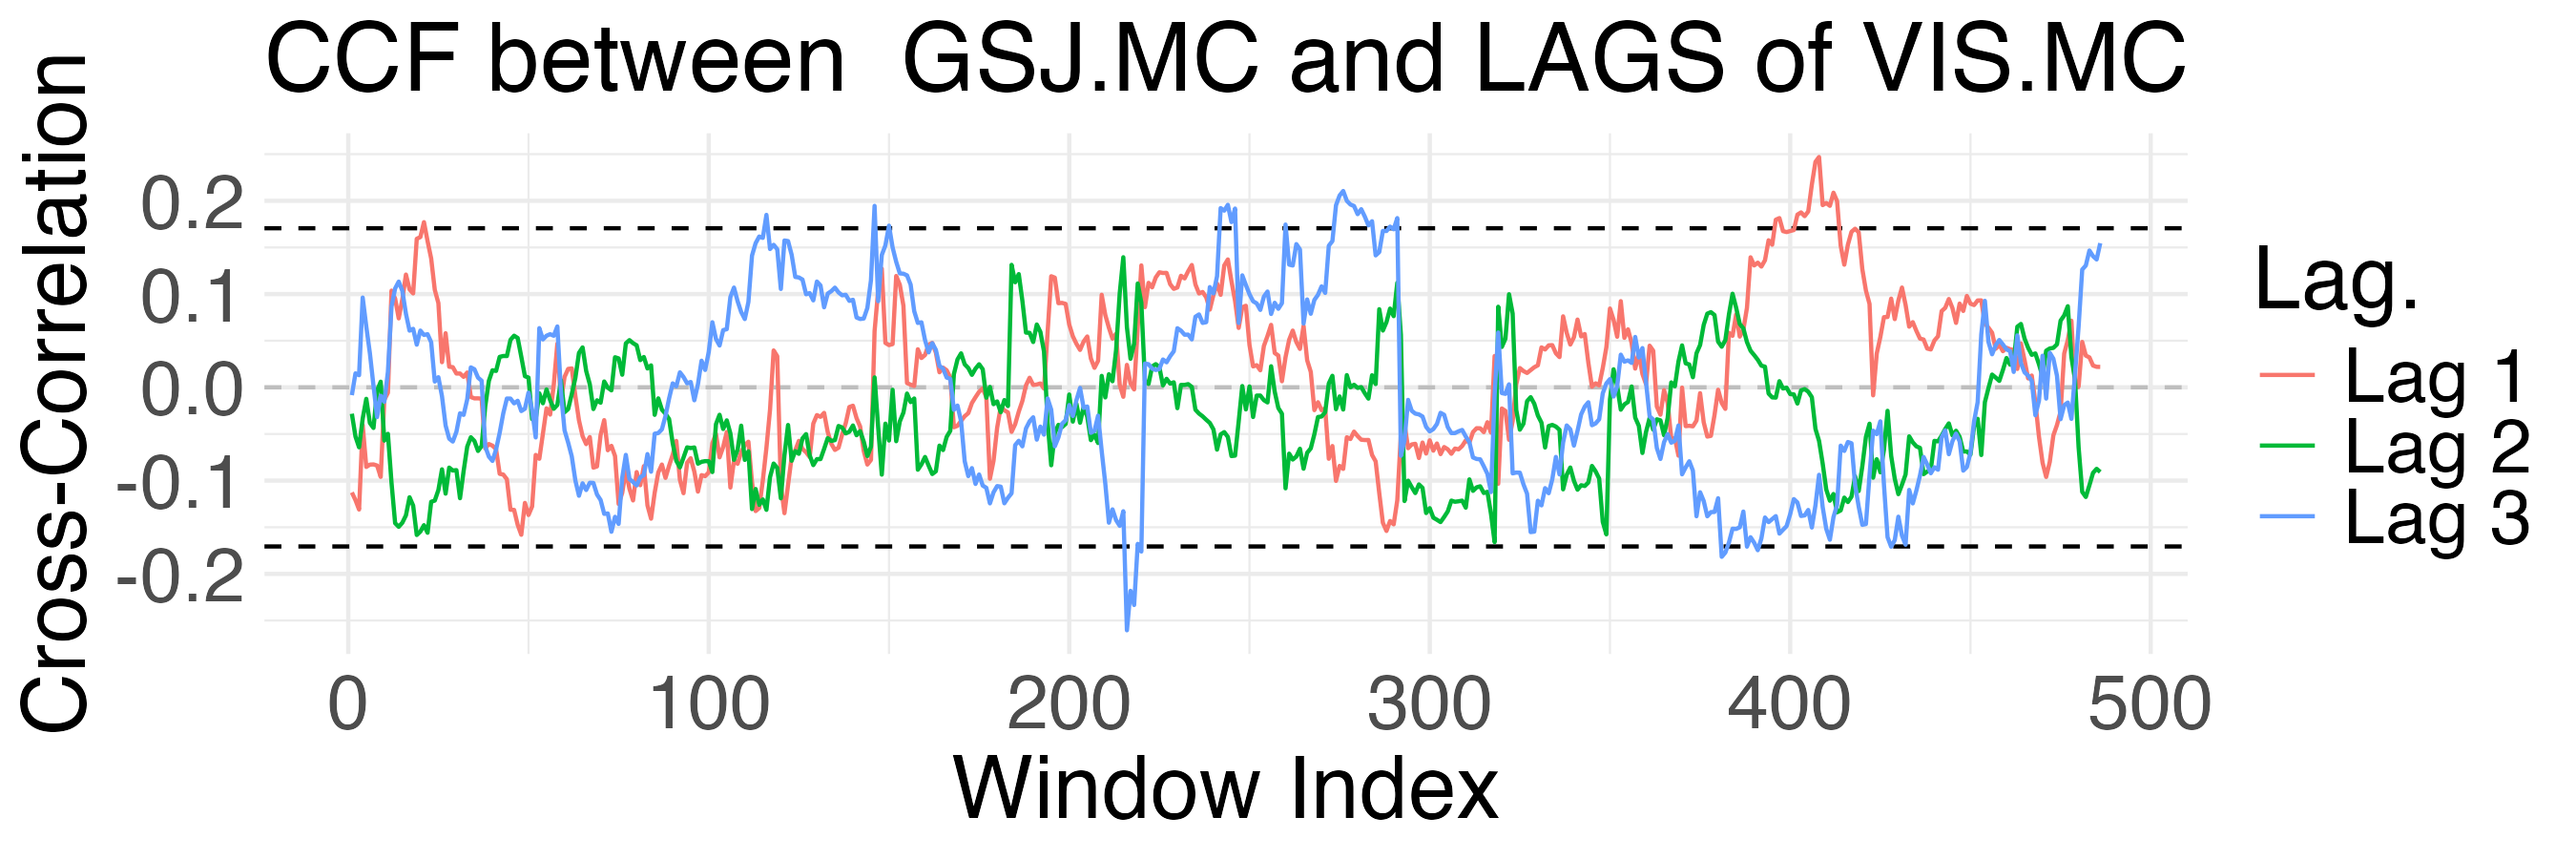 CCF between  GSJ.MC and LAGS of VIS.MC
Cross-Correlation
0.2
0.1
0.0
-0.1
-0.2
0 100 200 300 400 500
Window Index
Lag.
Lag 1
Lag 2
Lag 3